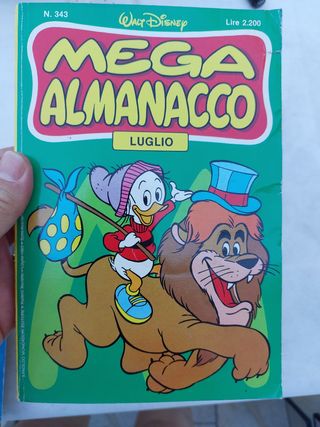 N. 343
WALT DISNEY
Lire 2.200
MEGA
ALMANACCO
LUGLIO